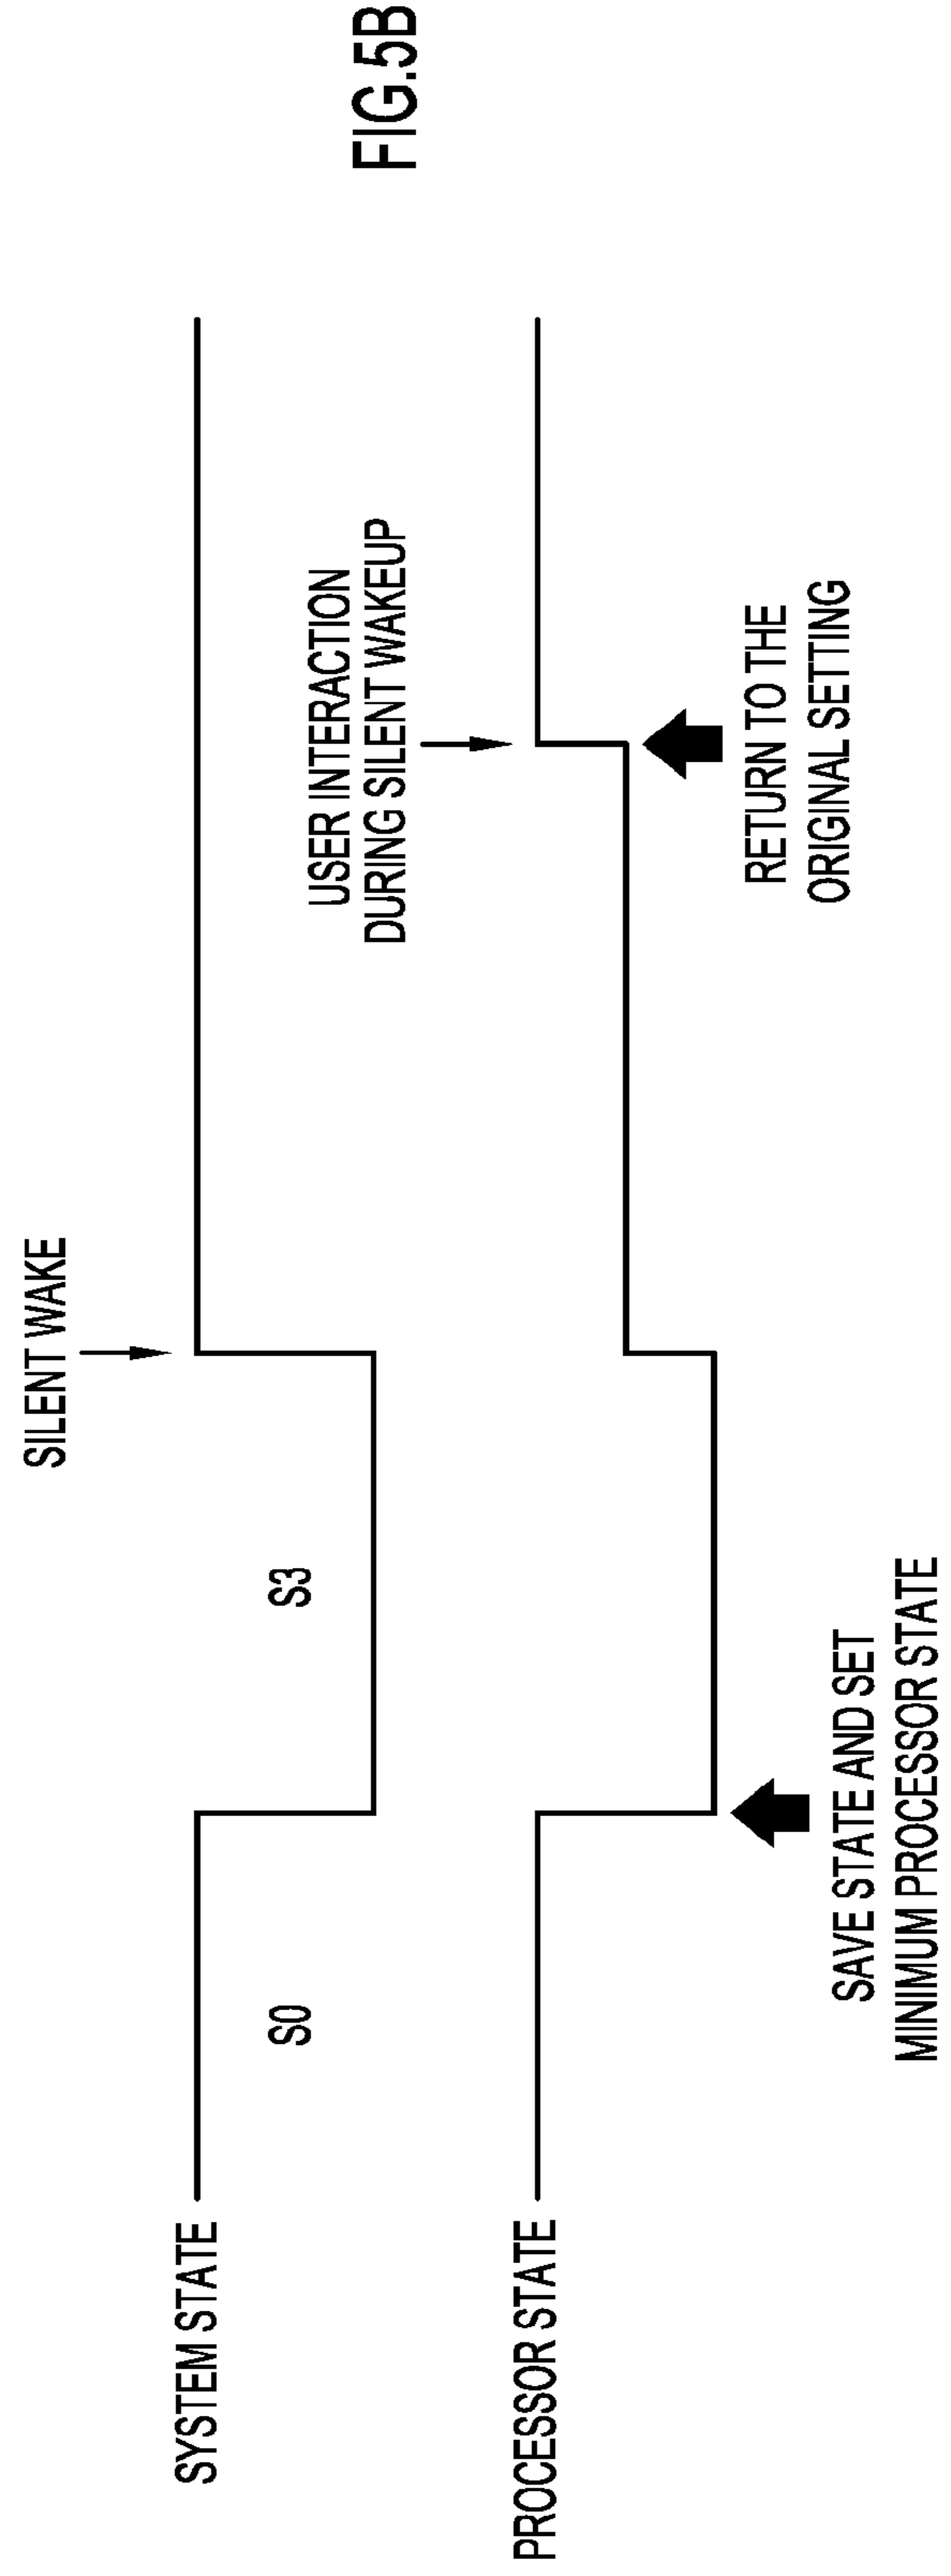 SILENT WAKE
SYSTEM STATE
S0
S3
USER INTERACTION
DURING SILENT WAKEUP
PROCESSOR STATE
RETURN TO THE
ORIGINAL SETTING
SAVE STATE AND SET
MINIMUM PROCESSOR STATE
FIG.5B